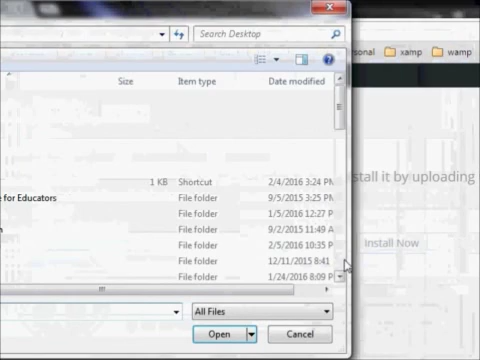 Search Desktop
rsonal xamp wamp
Size Item type Date modified
1 KB Shortcut 2/4/2016 3:24 PM
e for Educators File folder 9/5/2015 3:25 PM
File folder 1/5/2016 12:27 P
n File folder 9/2/2015 11:49 A
File folder 2/5/2016 10:35 P
File folder 12/11/2015 8:41
File folder 1/24/2016 8:09 P
stall it by uploading
Install Now
All Files
Open Cancel